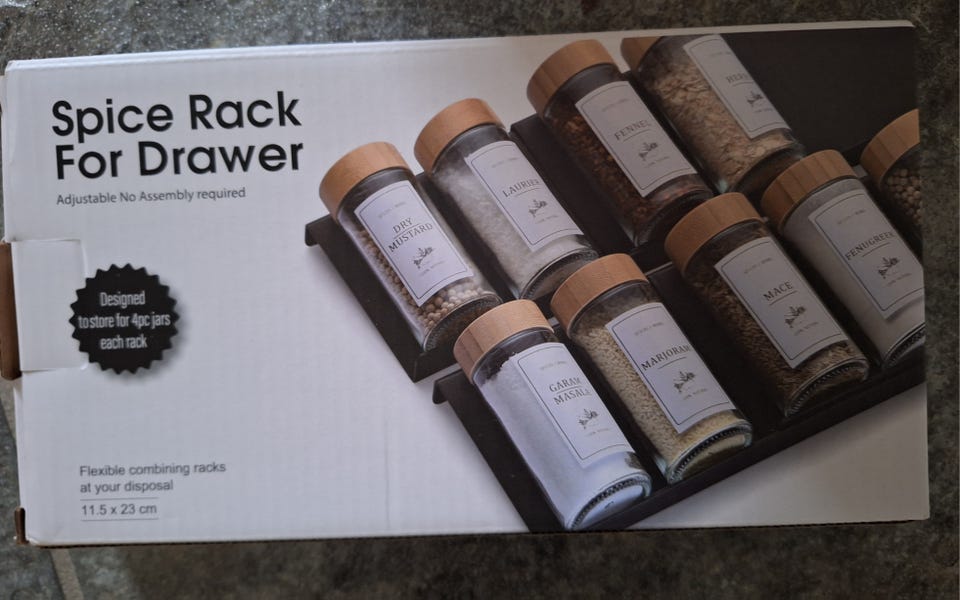 Spice Rack
For Drawer
Adjustable No Assembly required
Designed
to store for 4pc jars
each rack
Flexible combining racks
at your disposal
11.5 x 23 cm
DRY
MUSTARD
LAURIER
FENNEL
GARAM
MASALA
MARJORAM
MACE
FENUGREEK